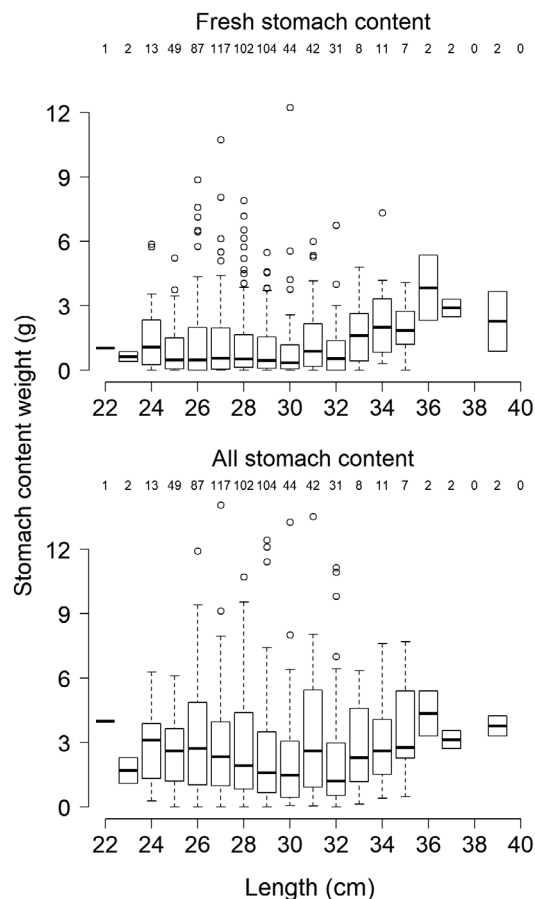 Fresh stomach content
1 2 13 49 87 117 102 104 44 42 31 8 11 7 2 2 0 2 0
12
9
6
3
0
22 24 26 28 30 32 34 36 38 40
Stomach content weight (g)
All stomach content
1 2 13 49 87 117 102 104 44 42 31 8 11 7 2 2 0 2 0
12
9
6
3
0
22 24 26 28 30 32 34 36 38 40
Length (cm)